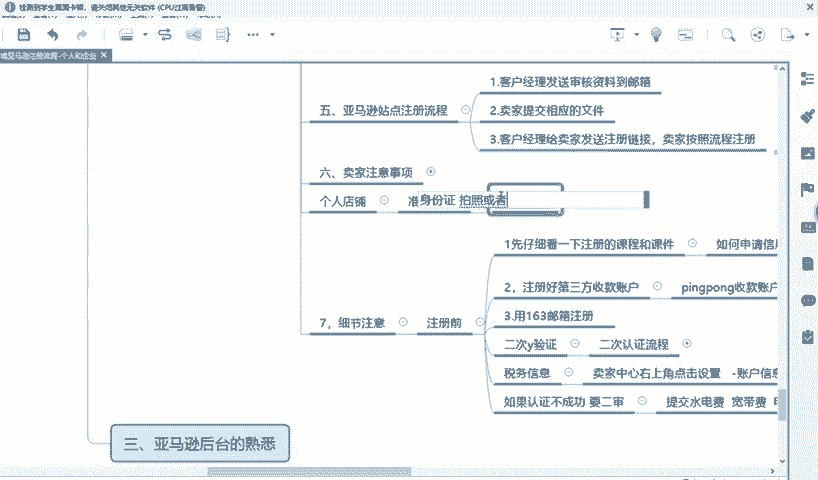 检测到学生画面卡顿，请关闭其他无关软件 (CPU过高警告)
亚马逊注册流程-个人和企业
五、亚马逊站点注册流程
1.客户经理发送审核资料到邮箱
2.卖家提交相应的文件
3.客户经理给卖家发送注册链接，卖家按照流程注册
六、卖家注意事项
个人店铺
准
身份证 拍照或者
7，细节注意
注册前
1先仔细看一下注册的课程和课件
如何申请信用
2，注册好第三方收款账户
pingpong收款账户
3.用163邮箱注册
二次y验证
二次认证流程
税务信息
卖家中心右上角点击设置 -账户信息
如果认证不成功 要二审
提交水电费 宽带费
三、亚马逊后台的熟悉